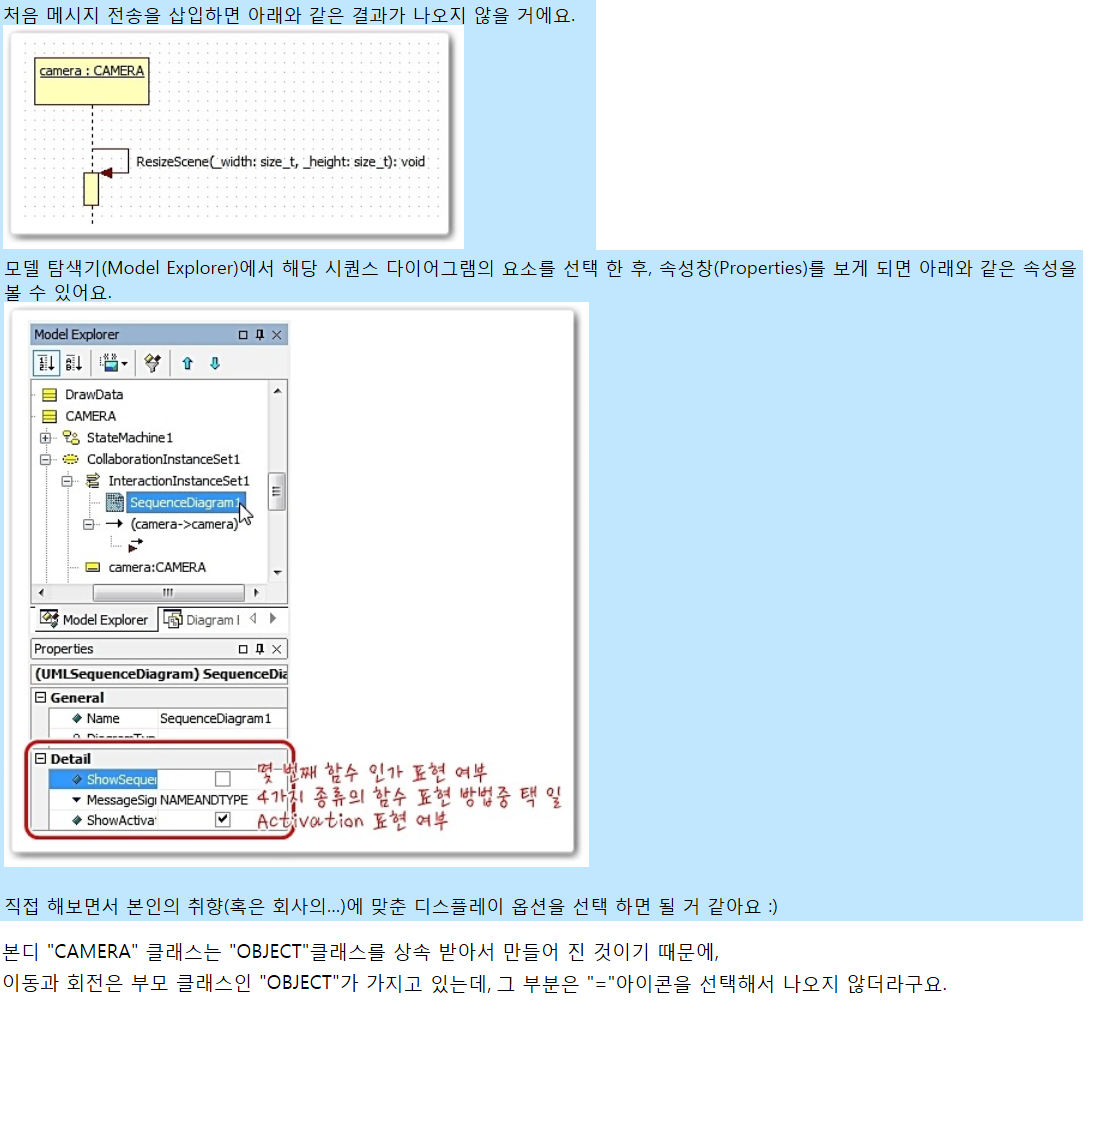 처음 메시지 전송을 삽입하면 아래와 같은 결과가 나오지 않을 거에요.
camera : CAMERA
ResizeScene(_width: size_t, _height: size_t): void
모델 탐색기(Model Explorer)에서 해당 시퀀스 다이어그램의 요소를 선택 한 후, 속성창(Properties)를 보게 되면 아래와 같은 속성을
볼 수 있어요.
Model Explorer
DrawData
CAMERA
StateMachine1
CollaborationInstanceSet1
InteractionInstanceSet1
SequenceDiagram1
(camera->camera)
camera:CAMERA
Model Explorer
Diagram
Properties
(UMLSequenceDiagram) SequenceDia
General
Name SequenceDiagram1
Detail
ShowSeque 몇 번째 함수 인가 표현 여부
MessageSig NAMEANDTYPE 4가지 종류의 함수 표현 방법중 택 일
ShowActiva Activation 표현 여부
직접 해보면서 본인의 취향(혹은 회사의...)에 맞춘 디스플레이 옵션을 선택 하면 될 거 같아요 :)
본디 "CAMERA" 클래스는 "OBJECT"클래스를 상속 받아서 만들어 진 것이기 때문에,
이동과 회전은 부모 클래스인 "OBJECT"가 가지고 있는데, 그 부분은 "="아이콘을 선택해서 나오지 않더라구요.